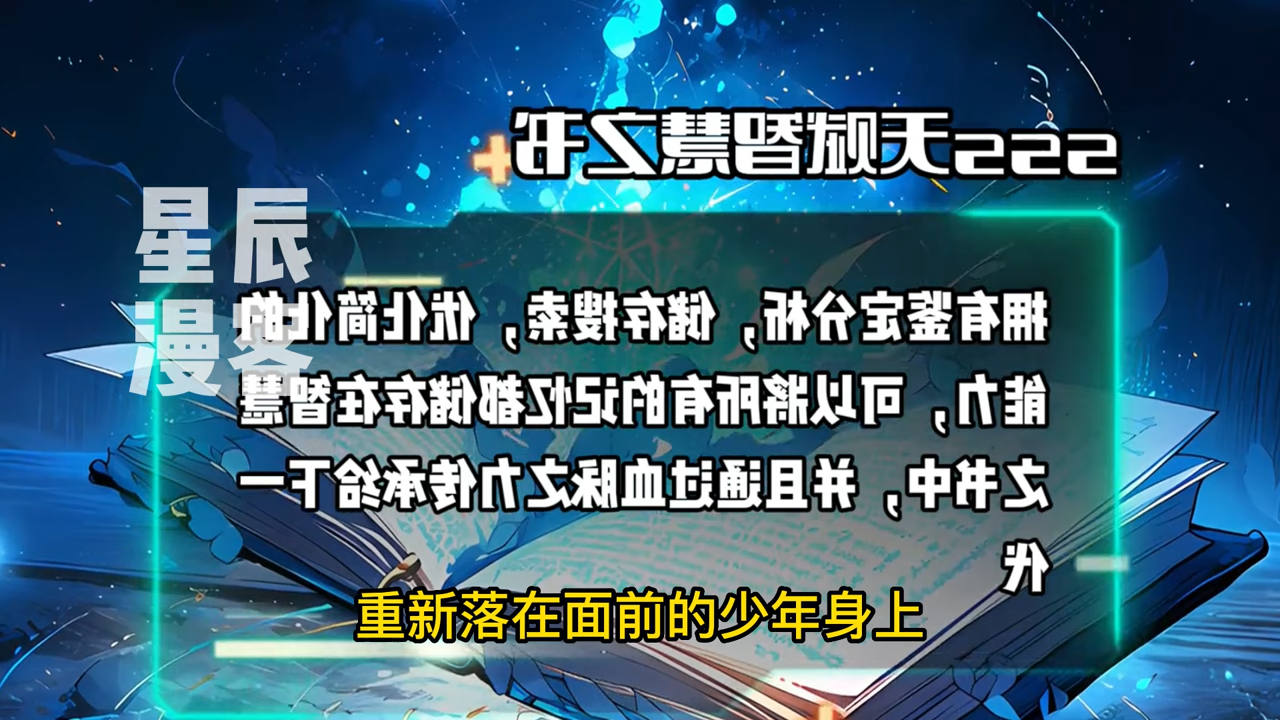 SSS天赋智慧之书
星辰
漫客
拥有鉴定分析，储存搜索，优化简化的
能力，可以将所有的记忆都储存在智慧
之书中，并且通过血脉之力传承给下一
代
重新落在面前的少年身上